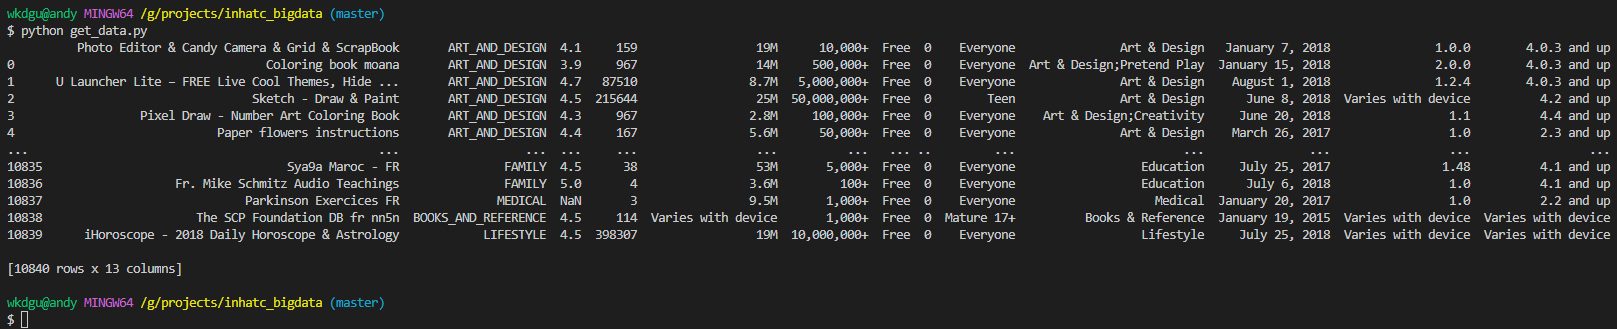 wkdgu@andy MINGW64 /g/projects/inhatc_bigdata (master)
$ python get_data.py
Photo Editor & Candy Camera & Grid & ScrapBook ART_AND_DESIGN 4.1 159 19M 10,000+ Free 0 Everyone Art & Design January 7, 2018 1.0.0 4.0.3 and up
0 Coloring book moana ART_AND_DESIGN 3.9 967 14M 500,000+ Free 0 Everyone Art & Design;Pretend Play January 15, 2018 2.0.0 4.0.3 and up
1 U Launcher Lite – FREE Live Cool Themes, Hide ... ART_AND_DESIGN 4.7 87510 8.7M 5,000,000+ Free 0 Everyone Art & Design August 1, 2018 1.2.4 4.0.3 and up
2 Sketch - Draw & Paint ART_AND_DESIGN 4.5 215644 25M 50,000,000+ Free 0 Teen Art & Design June 8, 2018 Varies with device 4.2 and up
3 Pixel Draw - Number Art Coloring Book ART_AND_DESIGN 4.3 967 2.8M 100,000+ Free 0 Everyone Art & Design;Creativity June 20, 2018 1.1 4.4 and up
4 Paper flowers instructions ART_AND_DESIGN 4.4 167 5.6M 50,000+ Free 0 Everyone Art & Design March 26, 2017 1.0 2.3 and up
... ... ... ... ... ... ... ... .. ... ... ... ... ...
10835 Sya9a Maroc - FR FAMILY 4.5 38 53M 5,000+ Free 0 Everyone Education July 25, 2017 1.48 4.1 and up
10836 Fr. Mike Schmitz Audio Teachings FAMILY 5.0 4 3.6M 100+ Free 0 Everyone Education July 6, 2018 1.0 4.1 and up
10837 Parkinson Exercices FR MEDICAL NaN 3 9.5M 1,000+ Free 0 Everyone Medical January 20, 2017 1.0 2.2 and up
10838 The SCP Foundation DB fr nn5n BOOKS_AND_REFERENCE 4.5 114 Varies with device 1,000+ Free 0 Mature 17+ Books & Reference January 19, 2015 Varies with device Varies with device
10839 iHoroscope - 2018 Daily Horoscope & Astrology LIFESTYLE 4.5 398307 19M 10,000,000+ Free 0 Everyone Lifestyle July 25, 2018 Varies with device Varies with device
[10840 rows x 13 columns]
wkdgu@andy MINGW64 /g/projects/inhatc_bigdata (master)
$